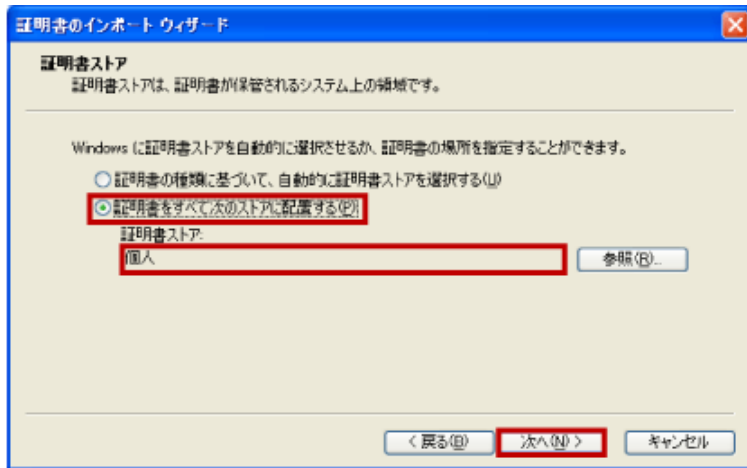 証明書のインポート ウィザード
証明書ストア
証明書ストアは、証明書が保管されるシステム上の領域です。
Windows に証明書ストアを自動的に選択させるか、証明書の場所を指定することができます。
証明書の種類に基づいて、自動的に証明書ストアを選択する(U)
証明書をすべて次のストアに配置する(P)
証明書ストア:
個人
参照(R)...
< 戻る(B)
次へ(N) >
キャンセル